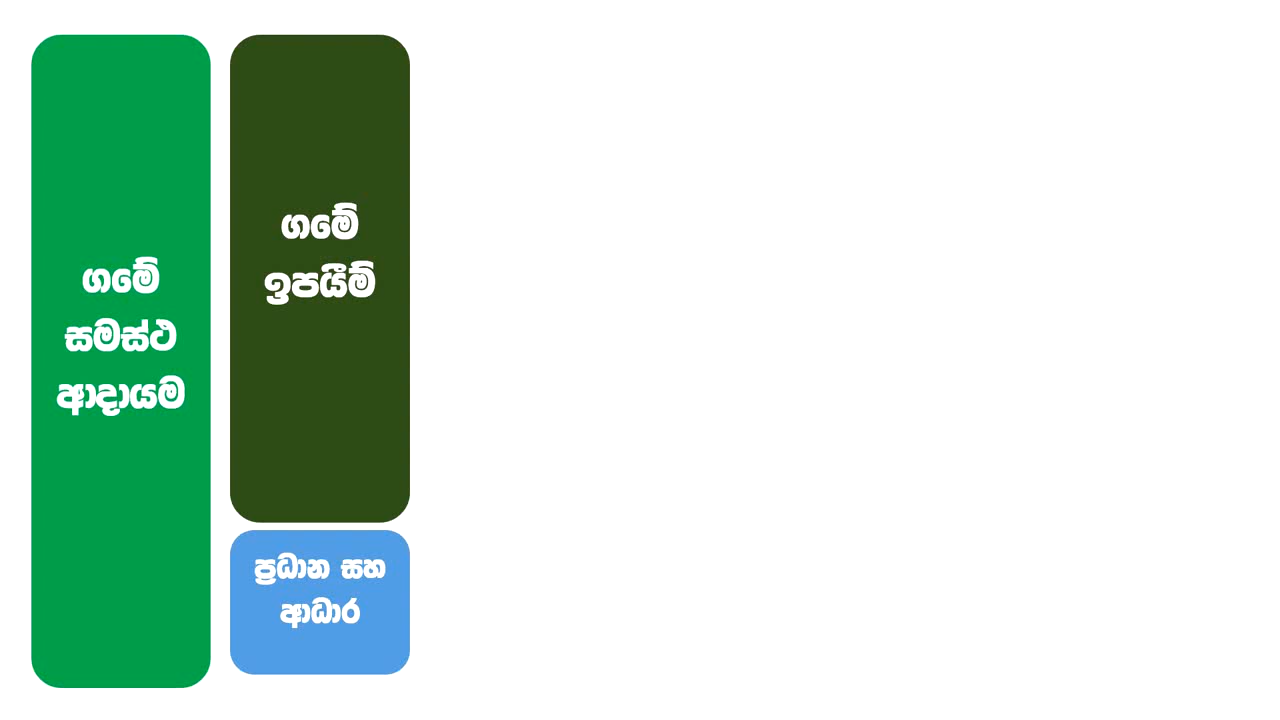 ගමේ
සමස්ථ
ආදායම
ගමේ
ඉපයීම්
ප්‍රධාන සහ
ආධාර